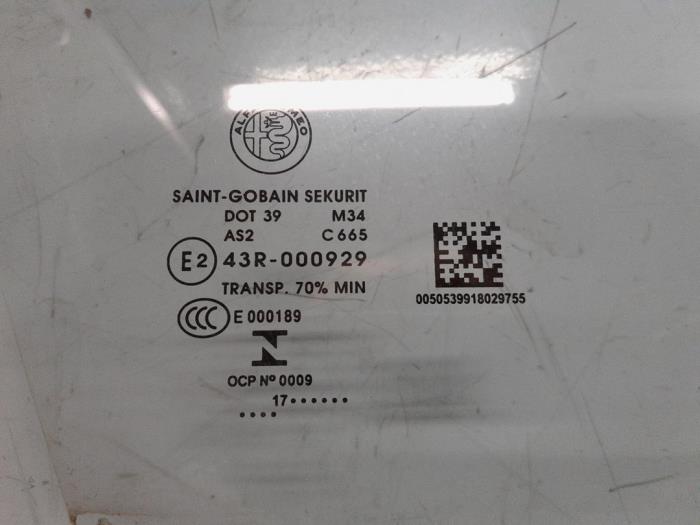 SAINT-GOBAIN SEKURIT
DOT 39 M34
AS2 C665
E2 43R-000929
TRANSP. 70% MIN
CCC E 000189
OCP Nº 0009
17
0050539918029755